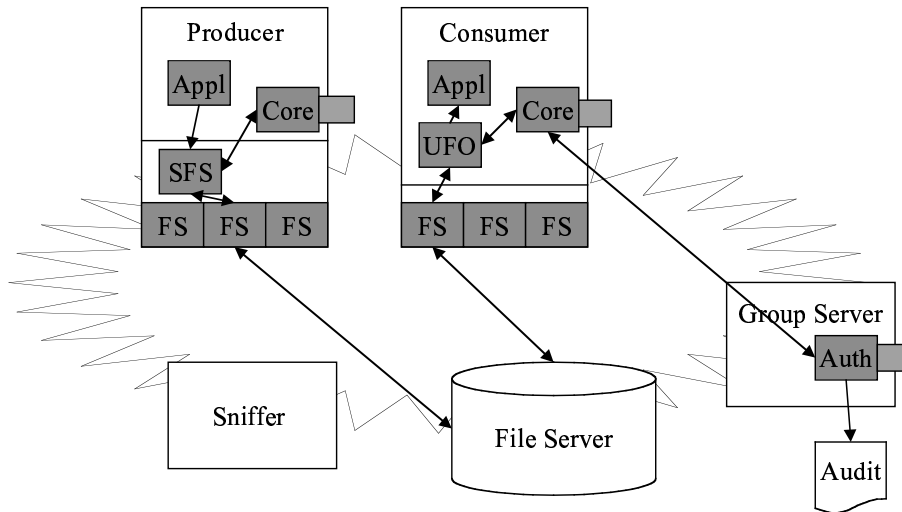 Producer
Consumer
Appl
Core
Appl
Core
UFO
SFS
FS FS FS
FS FS FS
Group Server
Auth
Sniffer
File Server
Audit